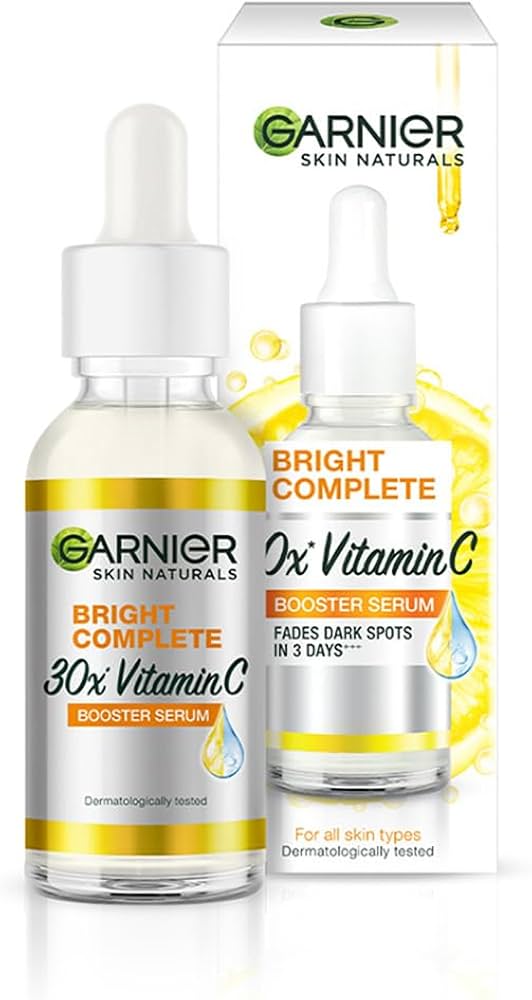 GARNIER
SKIN NATURALS
BRIGHT
COMPLETE
30x* Vitamin C
BOOSTER SERUM
Dermatologically tested
GARNIER
SKIN NATURALS
BRIGHT
COMPLETE
0x* Vitamin C
BOOSTER SERUM
FADES DARK SPOTS
IN 3 DAYS***
For all skin types
Dermatologically tested